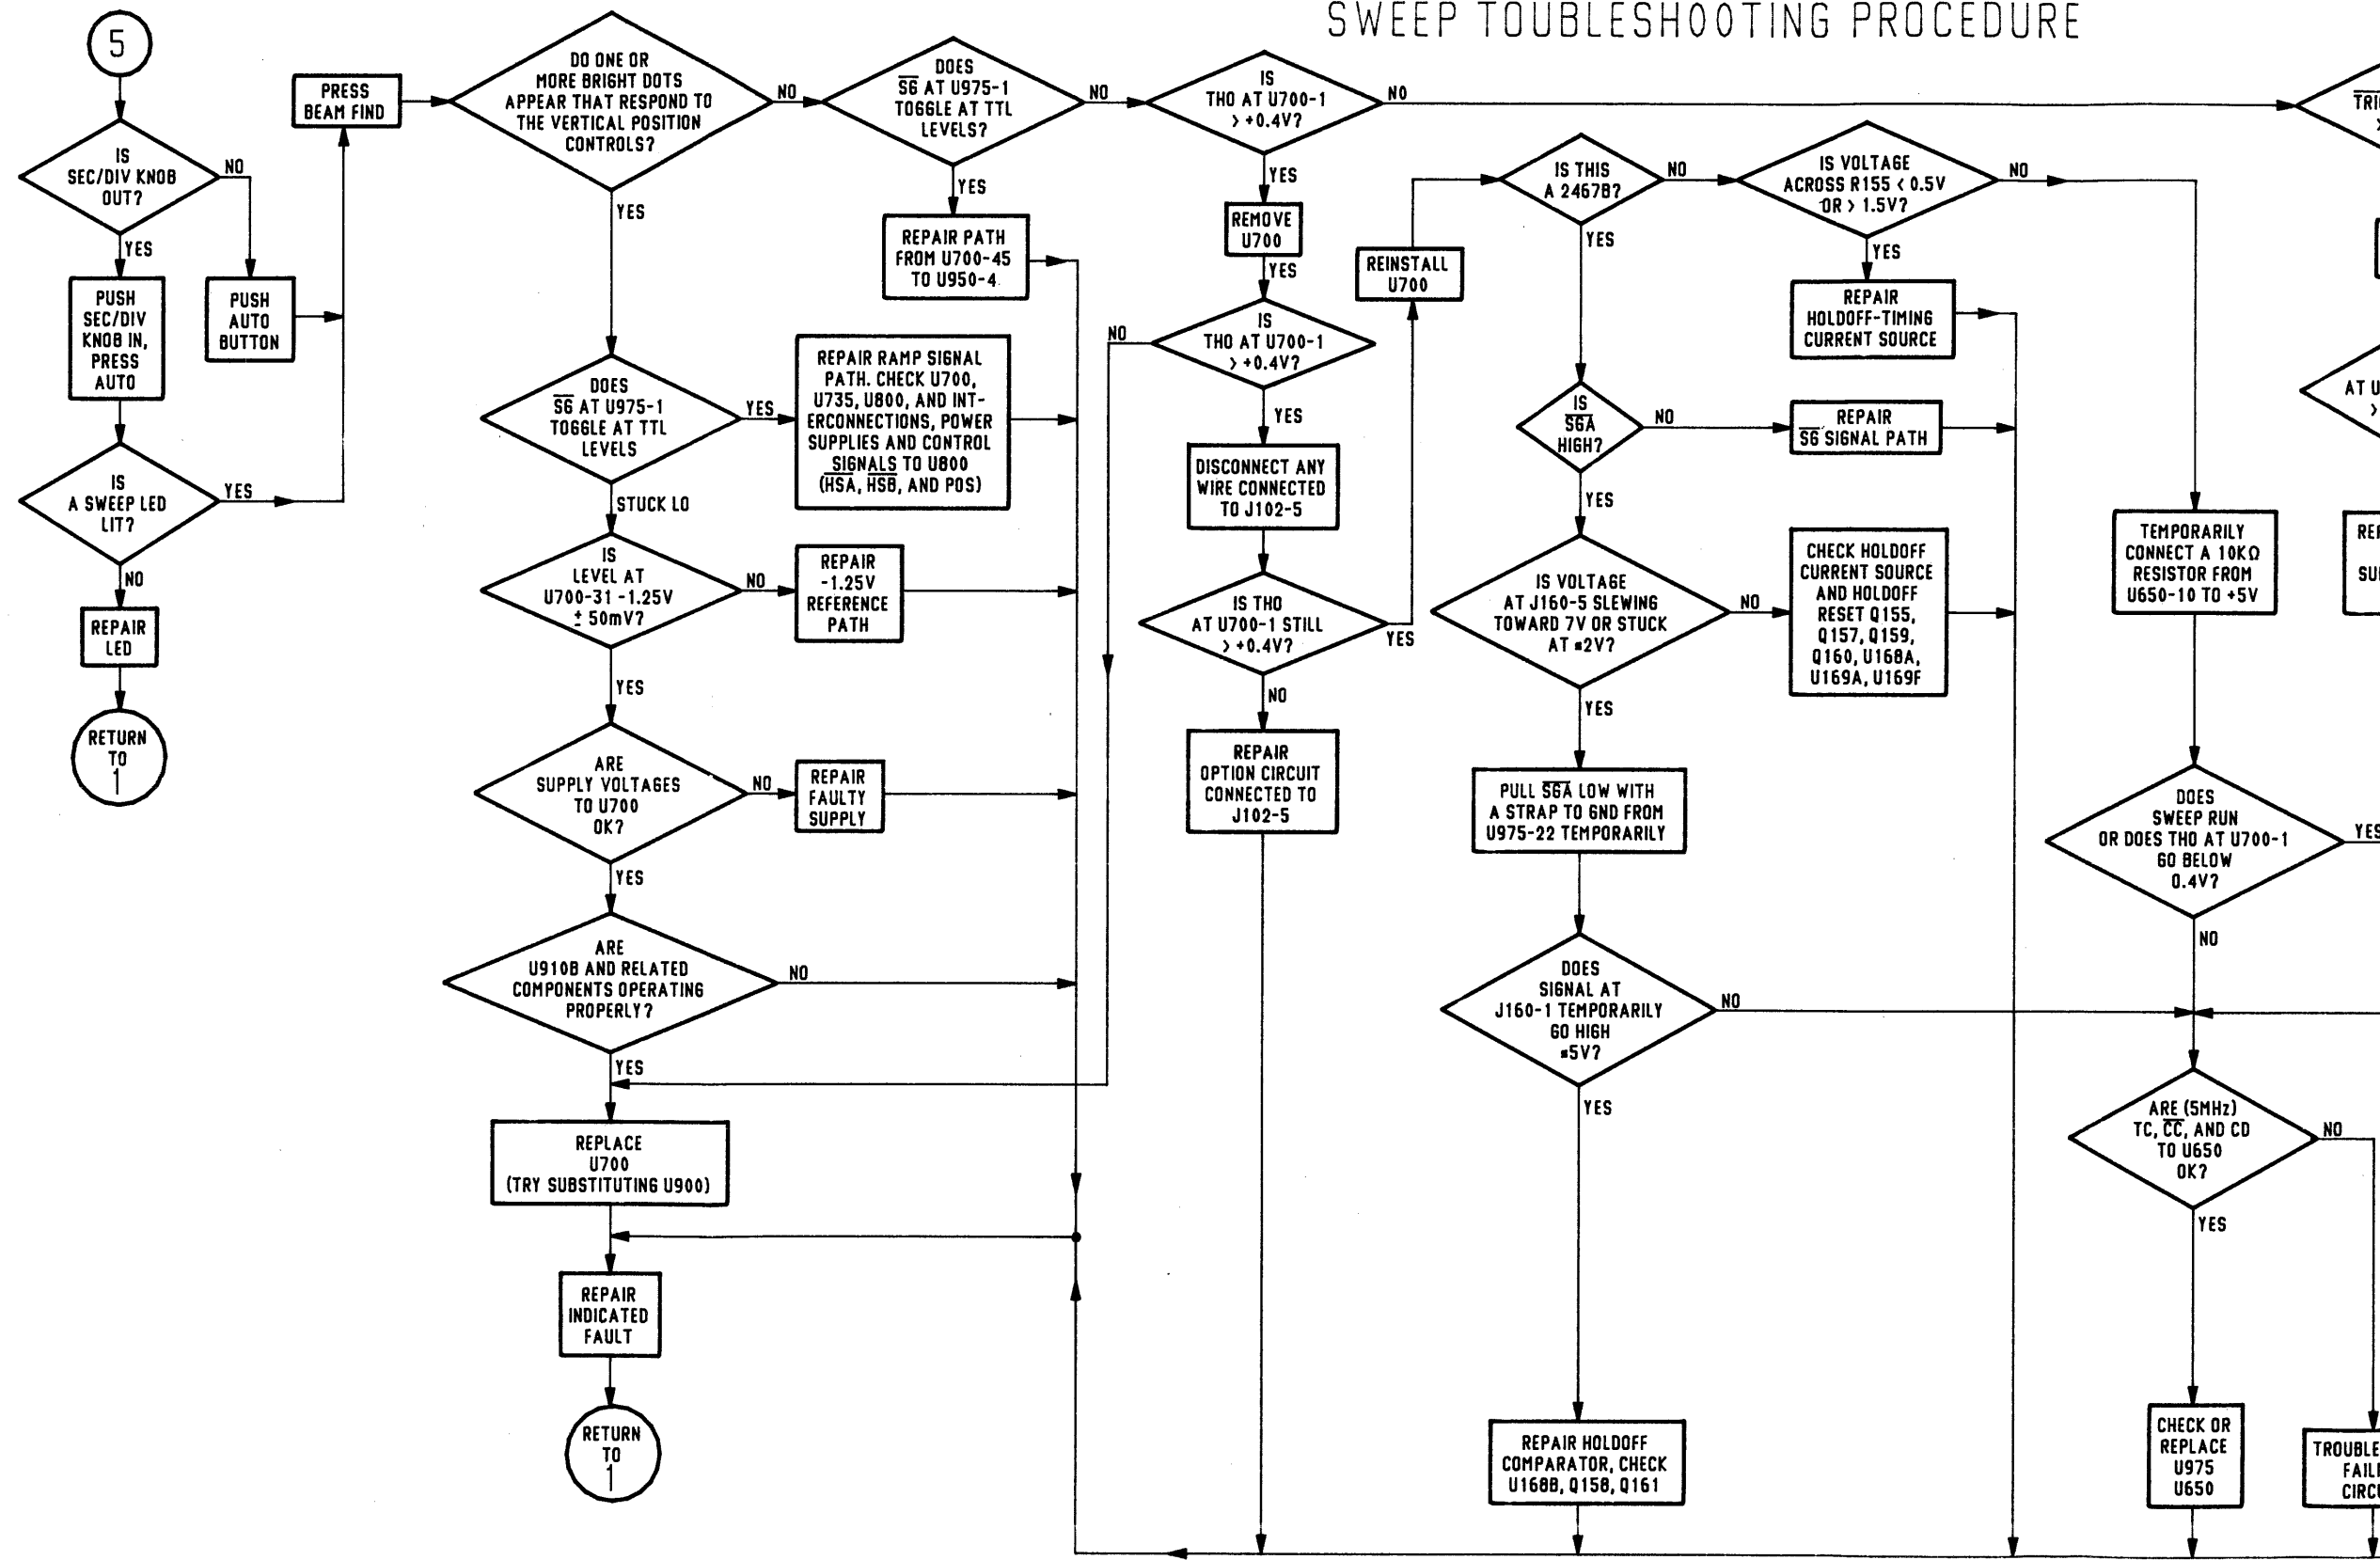 SWEEP TOUBLESHOOTING PROCEDURE
5
IS
SEC/DIV KNOB
OUT?
NO
YES
PUSH
SEC/DIV
KNOB IN,
PRESS
AUTO
PUSH
AUTO
BUTTON
IS
A SWEEP LED
LIT?
YES
NO
REPAIR
LED
RETURN
TO
1
PRESS
BEAM FIND
DO ONE OR
MORE BRIGHT DOTS
APPEAR THAT RESPOND TO
THE VERTICAL POSITION
CONTROLS?
NO
YES
DOES
S̅G̅ AT U975-1
TOGGLE AT TTL
LEVELS?
NO
YES
REPAIR PATH
FROM U700-45
TO U950-4
DOES
S̅G̅ AT U975-1
TOGGLE AT TTL
LEVELS
YES
STUCK LO
REPAIR RAMP SIGNAL
PATH. CHECK U700,
U735, U800, AND INT-
ERCONNECTIONS, POWER
SUPPLIES AND CONTROL
SIGNALS TO U800
(H̅S̅A̅, H̅S̅B̅, AND POS)
IS
LEVEL AT
U700-31 -1.25V
± 50mV?
NO
YES
REPAIR
-1.25V
REFERENCE
PATH
ARE
SUPPLY VOLTAGES
TO U700
OK?
NO
YES
REPAIR
FAULTY
SUPPLY
ARE
U910B AND RELATED
COMPONENTS OPERATING
PROPERLY?
NO
YES
REPLACE
U700
(TRY SUBSTITUTING U900)
REPAIR
INDICATED
FAULT
RETURN
TO
1
IS
THO AT U700-1
> +0.4V?
NO
YES
REMOVE
U700
YES
IS
THO AT U700-1
> +0.4V?
NO
YES
DISCONNECT ANY
WIRE CONNECTED
TO J102-5
IS THO
AT U700-1 STILL
> +0.4V?
YES
NO
REPAIR
OPTION CIRCUIT
CONNECTED TO
J102-5
REINSTALL
U700
IS THIS
A 2467B?
NO
YES
IS VOLTAGE
ACROSS R155 < 0.5V
OR > 1.5V?
NO
YES
REPAIR
HOLDOFF-TIMING
CURRENT SOURCE
IS
S̅G̅A̅
HIGH?
NO
YES
REPAIR
S̅G̅ SIGNAL PATH
IS VOLTAGE
AT J160-5 SLEWING
TOWARD 7V OR STUCK
AT ≈2V?
NO
YES
CHECK HOLDOFF
CURRENT SOURCE
AND HOLDOFF
RESET Q155,
Q157, Q159,
Q160, U168A,
U169A, U169F
PULL S̅G̅A̅ LOW WITH
A STRAP TO GND FROM
U975-22 TEMPORARILY
DOES
SIGNAL AT
J160-1 TEMPORARILY
GO HIGH
≈5V?
NO
YES
REPAIR HOLDOFF
COMPARATOR, CHECK
U168B, Q158, Q161
TEMPORARILY
CONNECT A 10KΩ
RESISTOR FROM
U650-10 TO +5V
DOES
SWEEP RUN
OR DOES THO AT U700-1
GO BELOW
0.4V?
YES
NO
ARE (5MHz)
TC, C̅C̅, AND CD
TO U650
OK?
NO
YES
CHECK OR
REPLACE
U975
U650
AT U